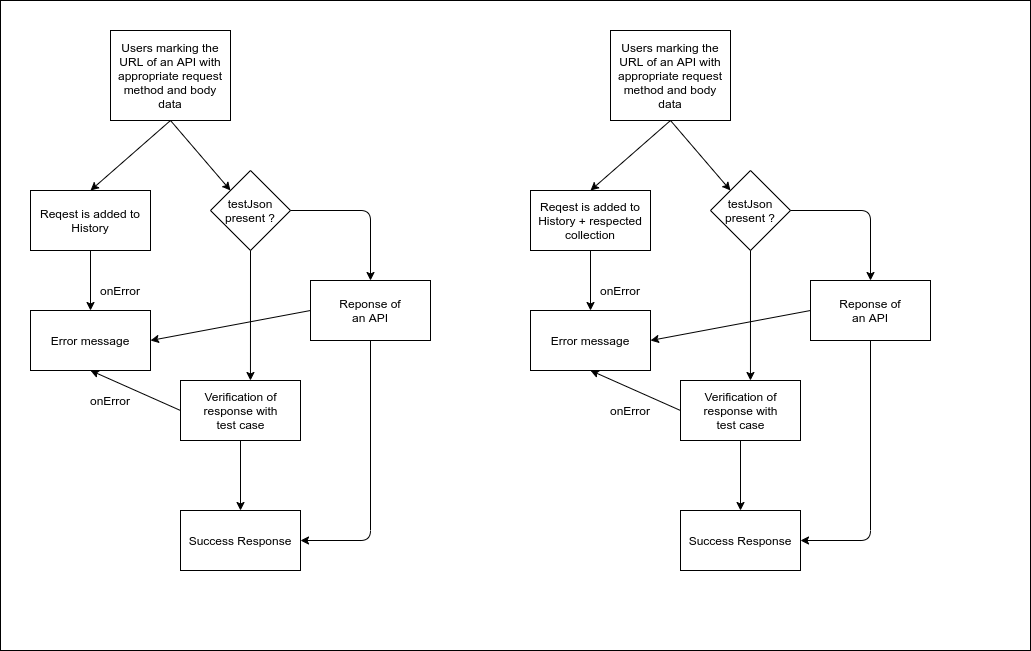 Users marking the
URL of an API with
appropriate request
method and body
data
Reqest is added to
History
testJson
present ?
onError
Reponse of
an API
Error message
onError
Verification of
response with
test case
Success Response
Users marking the
URL of an API with
appropriate request
method and body
data
Reqest is added to
History + respected
collection
testJson
present ?
onError
Reponse of
an API
Error message
onError
Verification of
response with
test case
Success Response